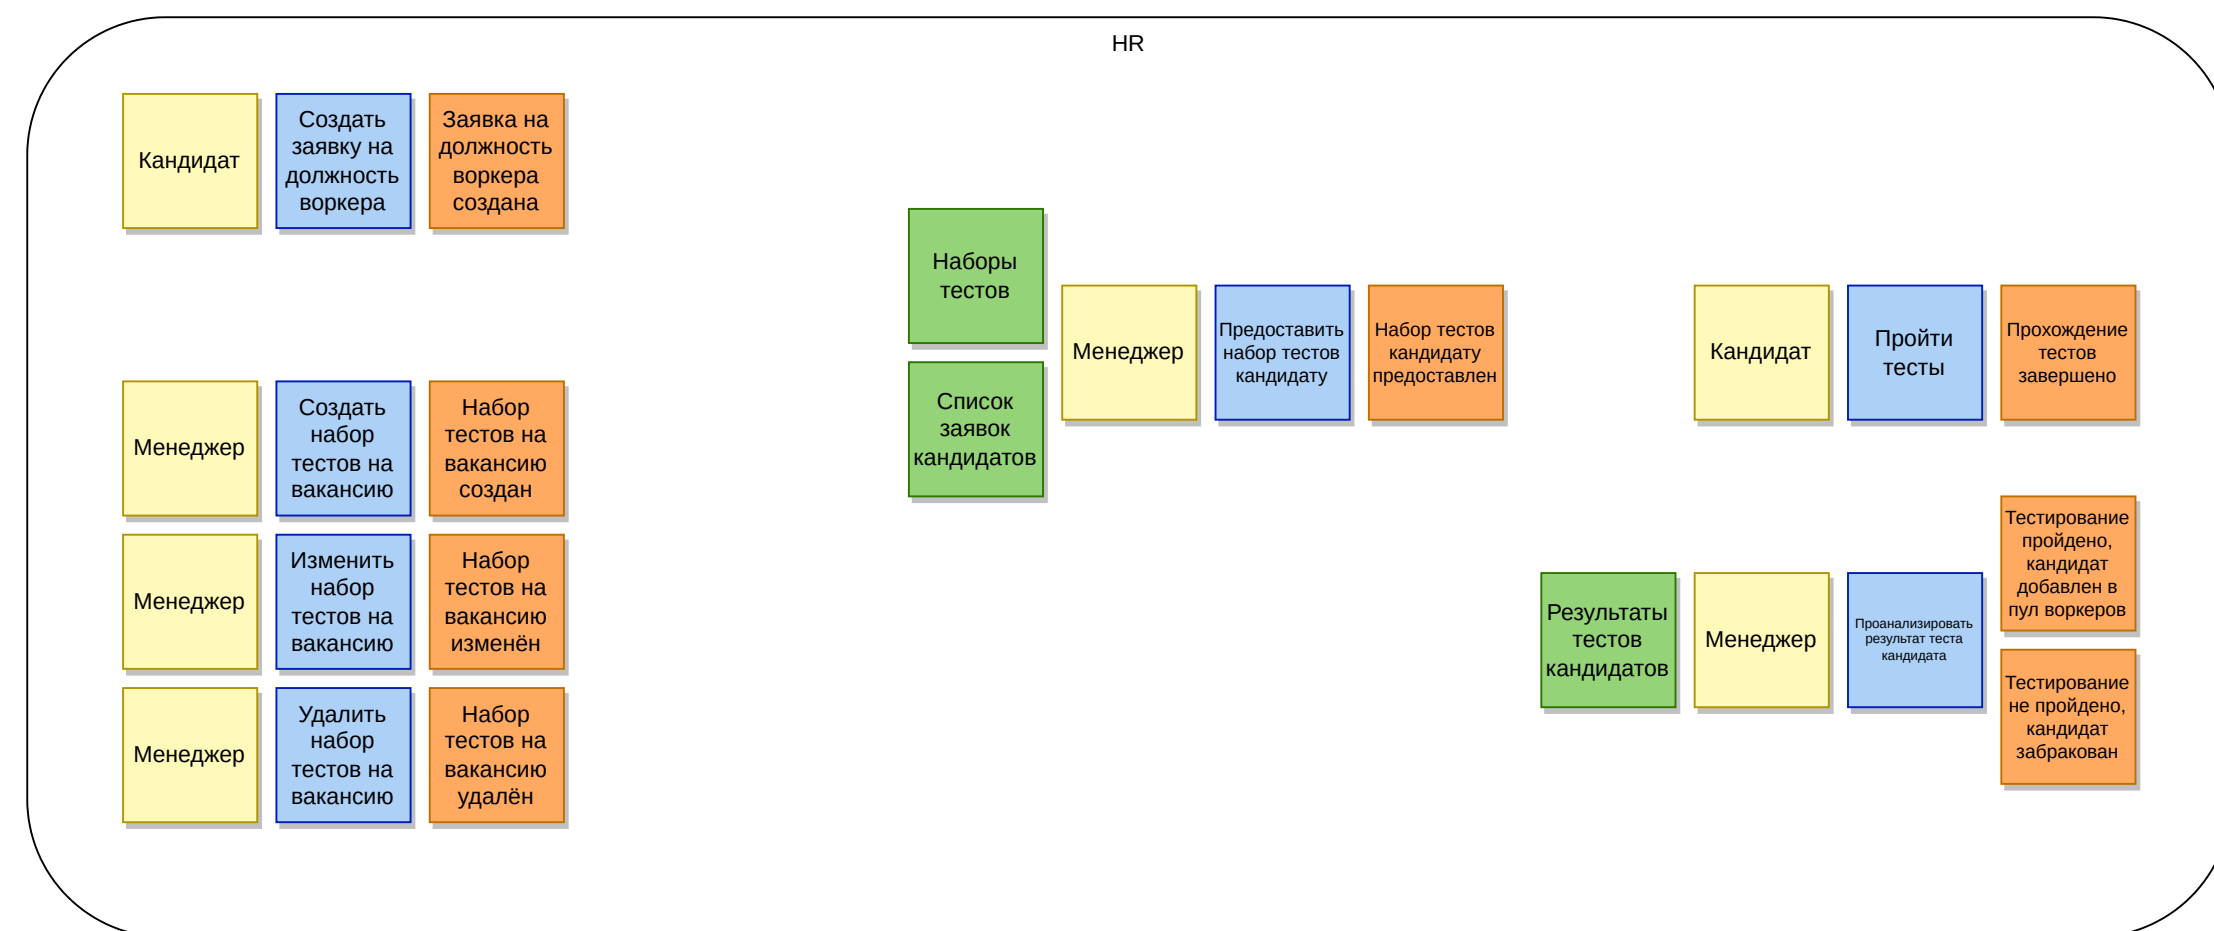 HR
Кандидат
Создать
заявку на
должность
воркера
Заявка на
должность
воркера
создана
Менеджер
Создать
набор
тестов на
вакансию
Набор
тестов на
вакансию
создан
Менеджер
Изменить
набор
тестов на
вакансию
Набор
тестов на
вакансию
изменён
Менеджер
Удалить
набор
тестов на
вакансию
Набор
тестов на
вакансию
удалён
Наборы
тестов
Список
заявок
кандидатов
Менеджер
Предоставить
набор тестов
кандидату
Набор тестов
кандидату
предоставлен
Кандидат
Пройти
тесты
Прохождение
тестов
завершено
Результаты
тестов
кандидатов
Менеджер
Проанализировать
результат теста
кандидата
Тестирование
пройдено,
кандидат
добавлен в
пул воркеров
Тестирование
не пройдено,
кандидат
забракован